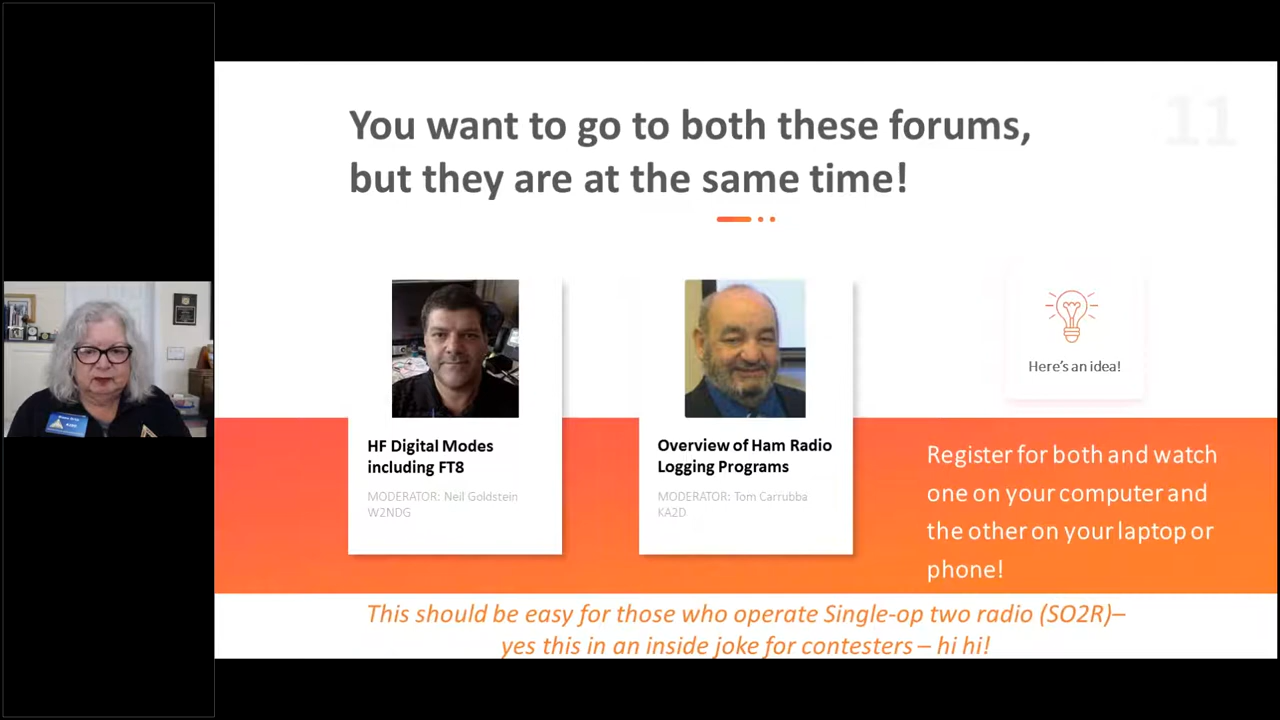 You want to go to both these forums,
but they are at the same time!
11
HF Digital Modes
including FT8
MODERATOR: Neil Goldstein
W2NDG
Overview of Ham Radio
Logging Programs
MODERATOR: Tom Carrubba
KA2D
Here's an idea!
Register for both and watch
one on your computer and
the other on your laptop or
phone!
This should be easy for those who operate Single-op two radio (SO2R)–
yes this in an inside joke for contesters – hi hi!